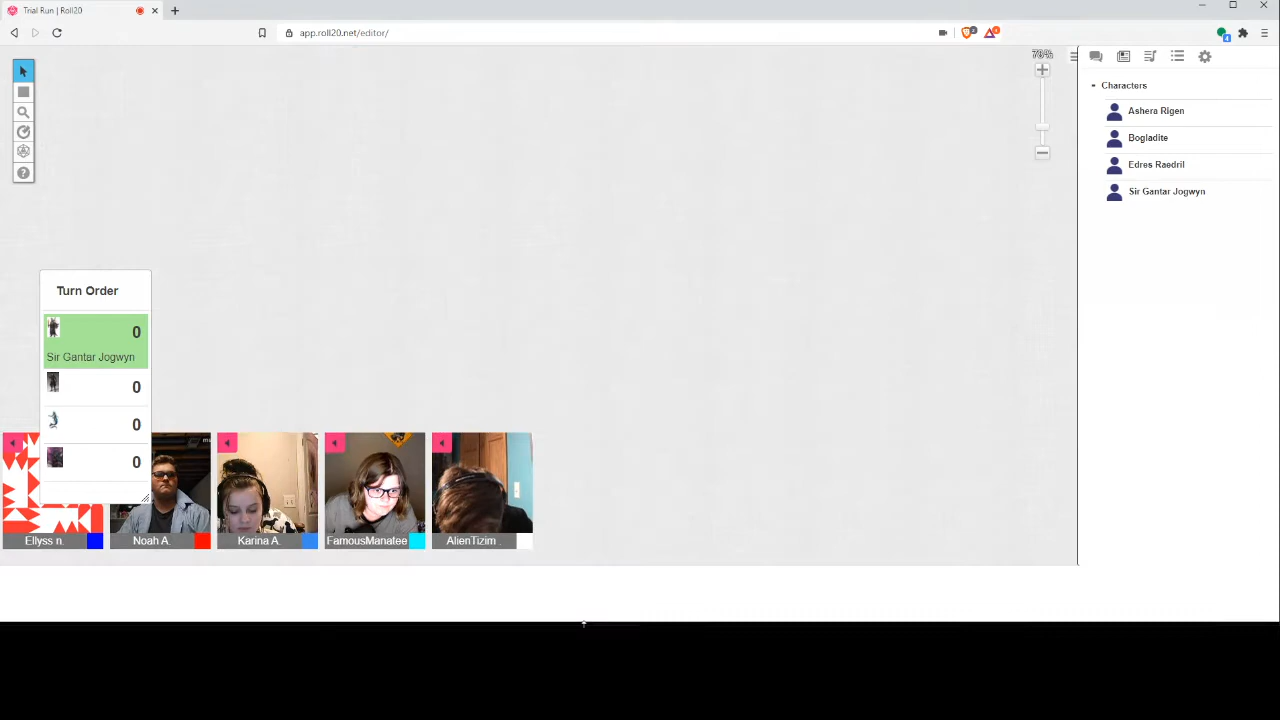 Trial Run | Roll20
app.roll20.net/editor/
78%
Characters
Ashera Rigen
Bogladite
Edres Raedril
Sir Gantar Jogwyn
Turn Order
0
Sir Gantar Jogwyn
0
0
0
Ellyss n.
Noah A.
Karina A.
FamousManatee
AlienTizim .